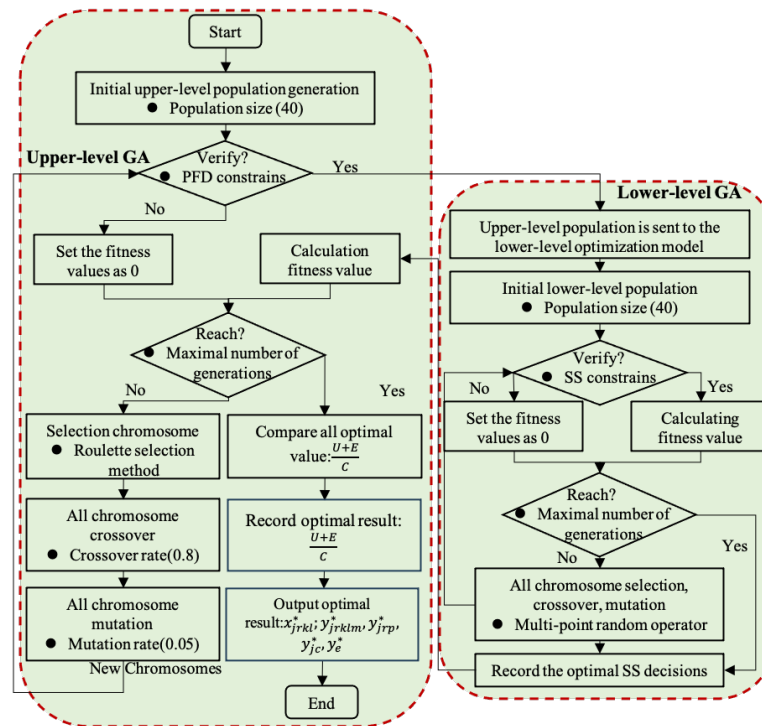 Start
Initial upper-level population generation
● Population size (40)
Upper-level GA
Verify?
● PFD constrains
Yes
No
Set the fitness
values as 0
Calculation
fitness value
Reach?
● Maximal number of
generations
No
Yes
Selection chromosome
● Roulette selection
method
Compare all optimal
value:\frac{U+E}{C}
All chromosome
crossover
● Crossover rate(0.8)
Record optimal result:
\frac{U+E}{C}
All chromosome
mutation
● Mutation rate(0.05)
New Chromosomes
Output optimal
result:x^*_{jrkl}; y^*_{jrklm}, y^*_{jrp},
y^*_{jc}, y^*_e
End
Lower-level GA
Upper-level population is sent to the
lower-level optimization model
Initial lower-level population
● Population size (40)
Verify?
● SS constrains
No
Yes
Set the fitness
values as 0
Calculating
fitness value
Reach?
● Maximal number of
generations
Yes
No
All chromosome selection,
crossover, mutation
● Multi-point random operator
Record the optimal SS decisions